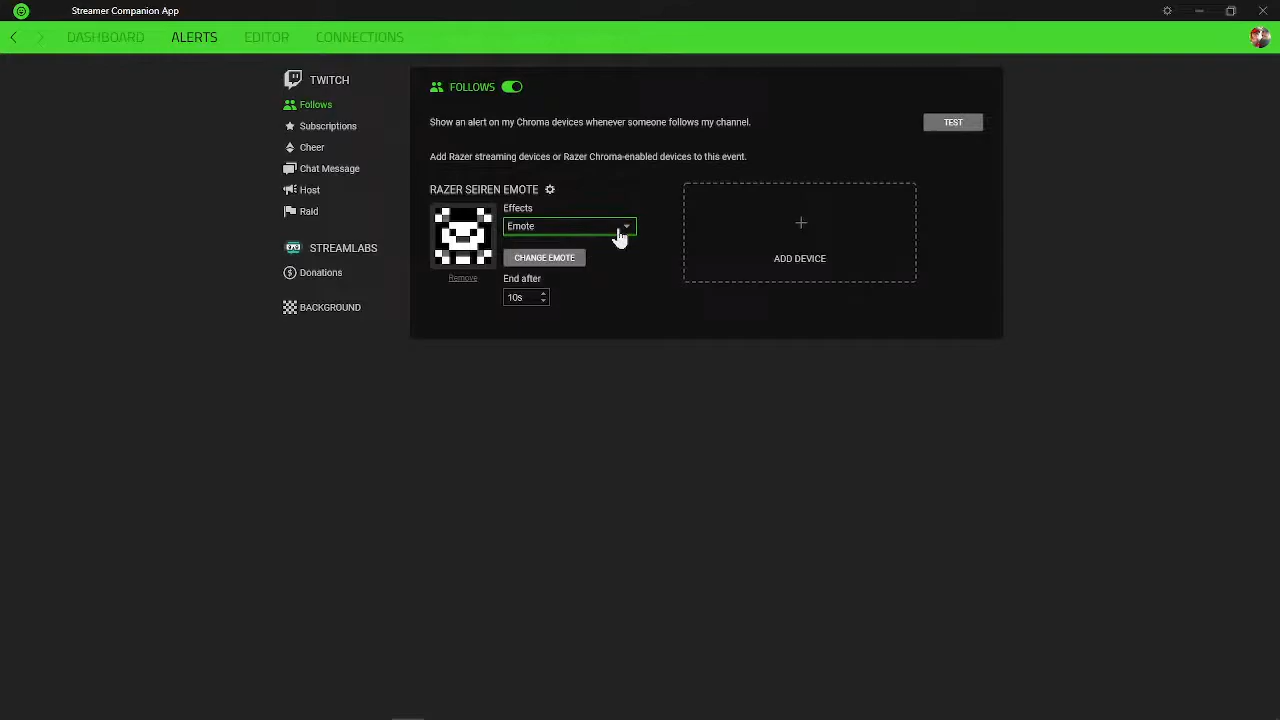 Streamer Companion App
DASHBOARD
ALERTS
EDITOR
CONNECTIONS
TWITCH
Follows
Subscriptions
Cheer
Chat Message
Host
Raid
STREAMLABS
Donations
BACKGROUND
FOLLOWS
Show an alert on my Chroma devices whenever someone follows my channel.
TEST
Add Razer streaming devices or Razer Chroma-enabled devices to this event.
RAZER SEIREN EMOTE
Effects
Emote
CHANGE EMOTE
Remove
End after
10s
ADD DEVICE